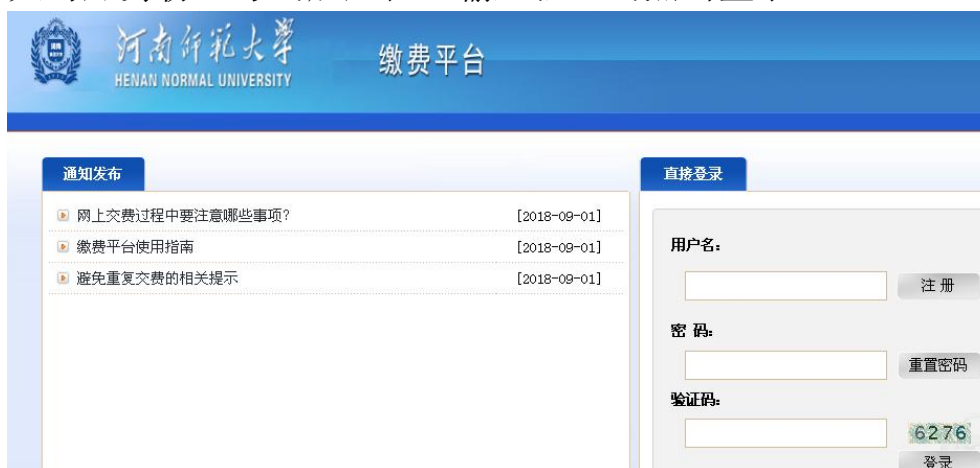 河南师范大学
HENAN NORMAL UNIVERSITY
缴费平台
通知发布
网上交费过程中要注意哪些事项? [2018-09-01]
缴费平台使用指南 [2018-09-01]
避免重复交费的相关提示 [2018-09-01]
直接登录
用户名:
注 册
密 码:
重置密码
验证码:
6276
登录